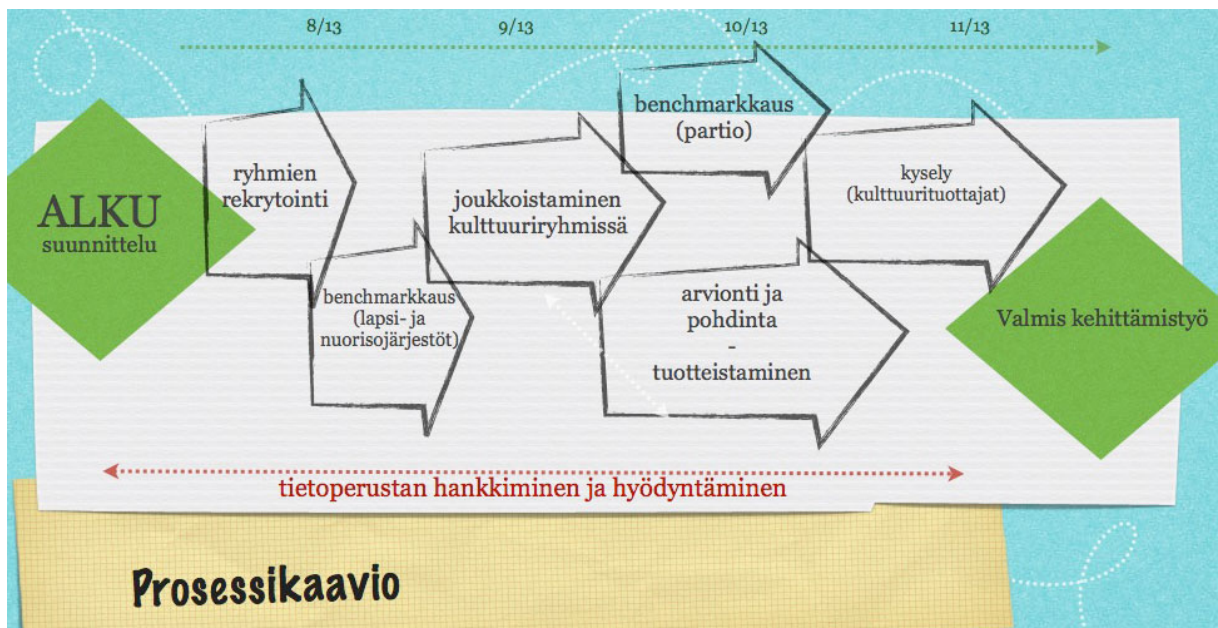 8/13 9/13 10/13 11/13
ALKU
suunnittelu
ryhmien
rekrytointi
benchmarkkaus
(lapsi- ja
nuorisojärjestöt)
joukkoistaminen
kulttuuriryhmissä
benchmarkkaus
(partio)
arvionti ja
pohdinta
-
tuotteistaminen
kysely
(kulttuurituottajat)
Valmis kehittämistyö
tietoperustan hankkiminen ja hyödyntäminen
Prosessikaavio